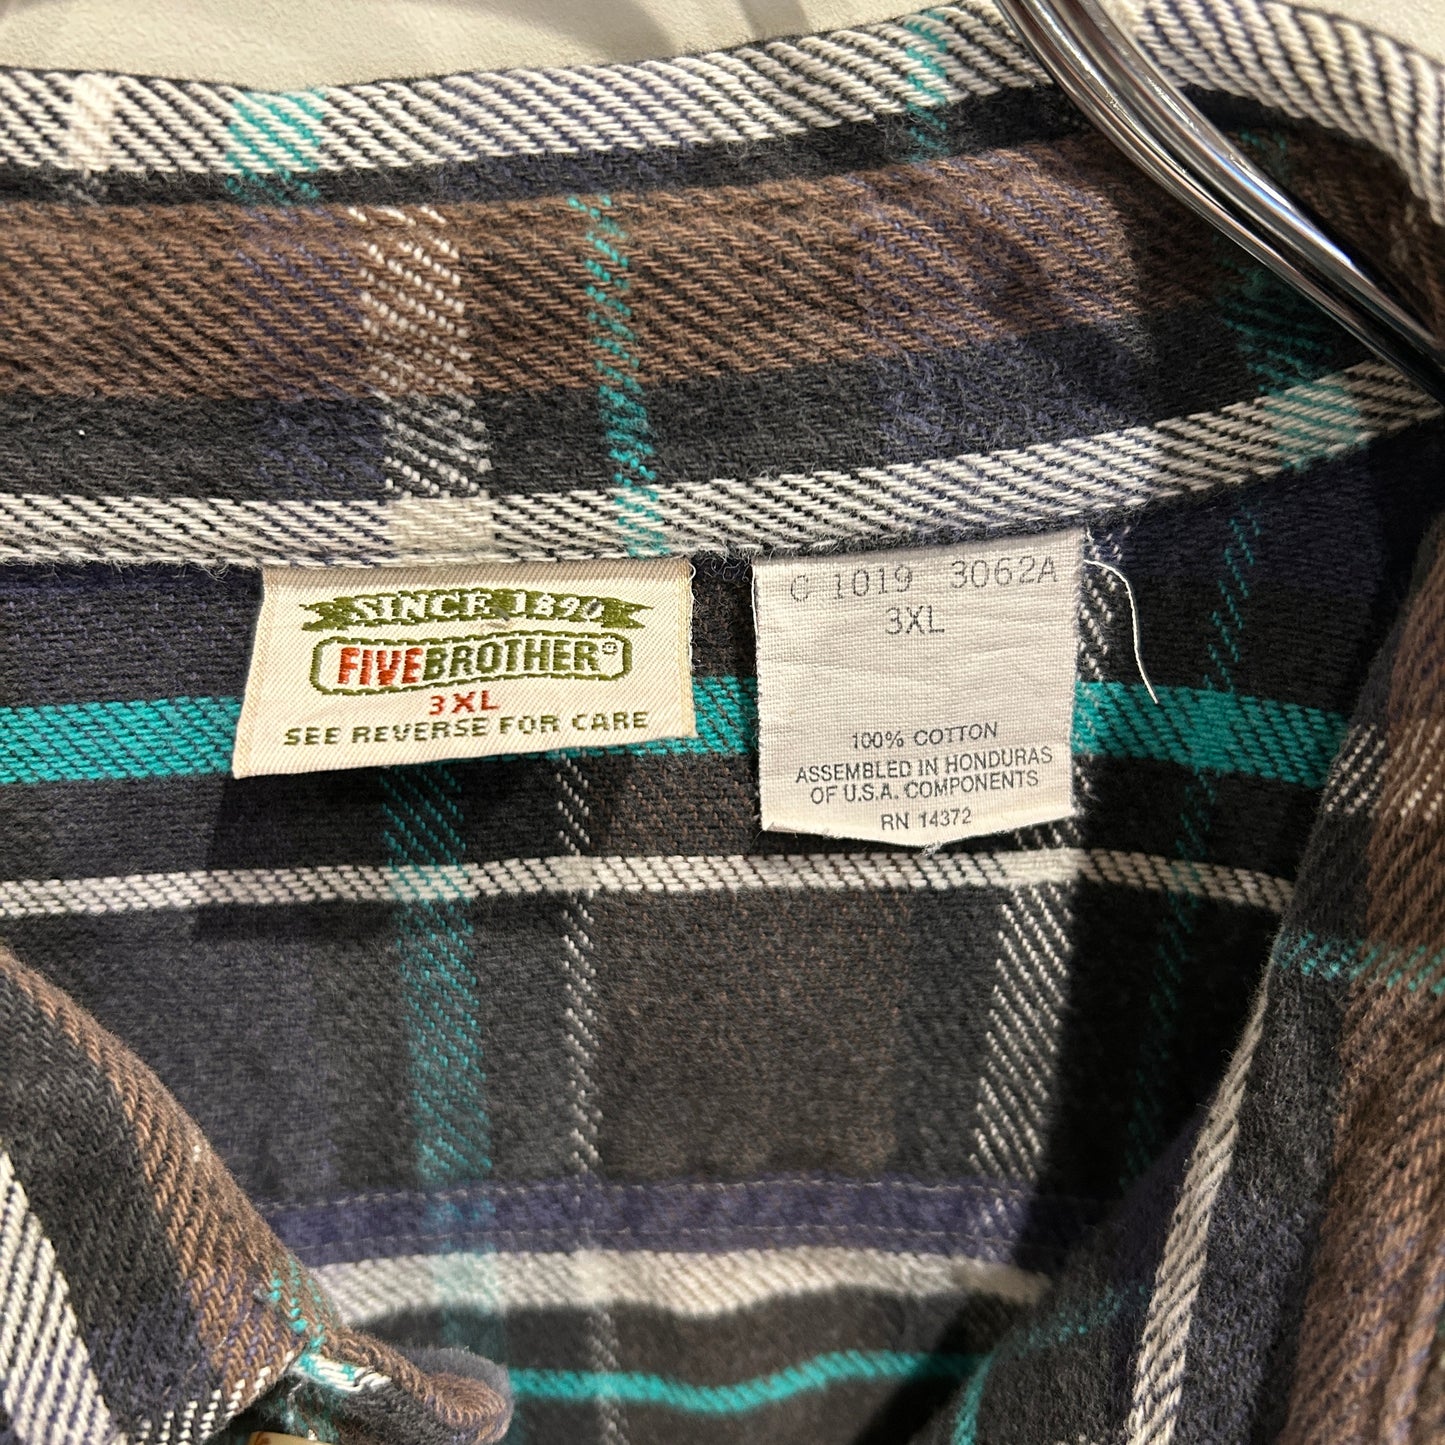 SINCE 1890
FIVEBROTHER®
3XL
SEE REVERSE FOR CARE
C 1019 3062A
3XL
100% COTTON
ASSEMBLED IN HONDURAS
OF U.S.A. COMPONENTS
RN 14372